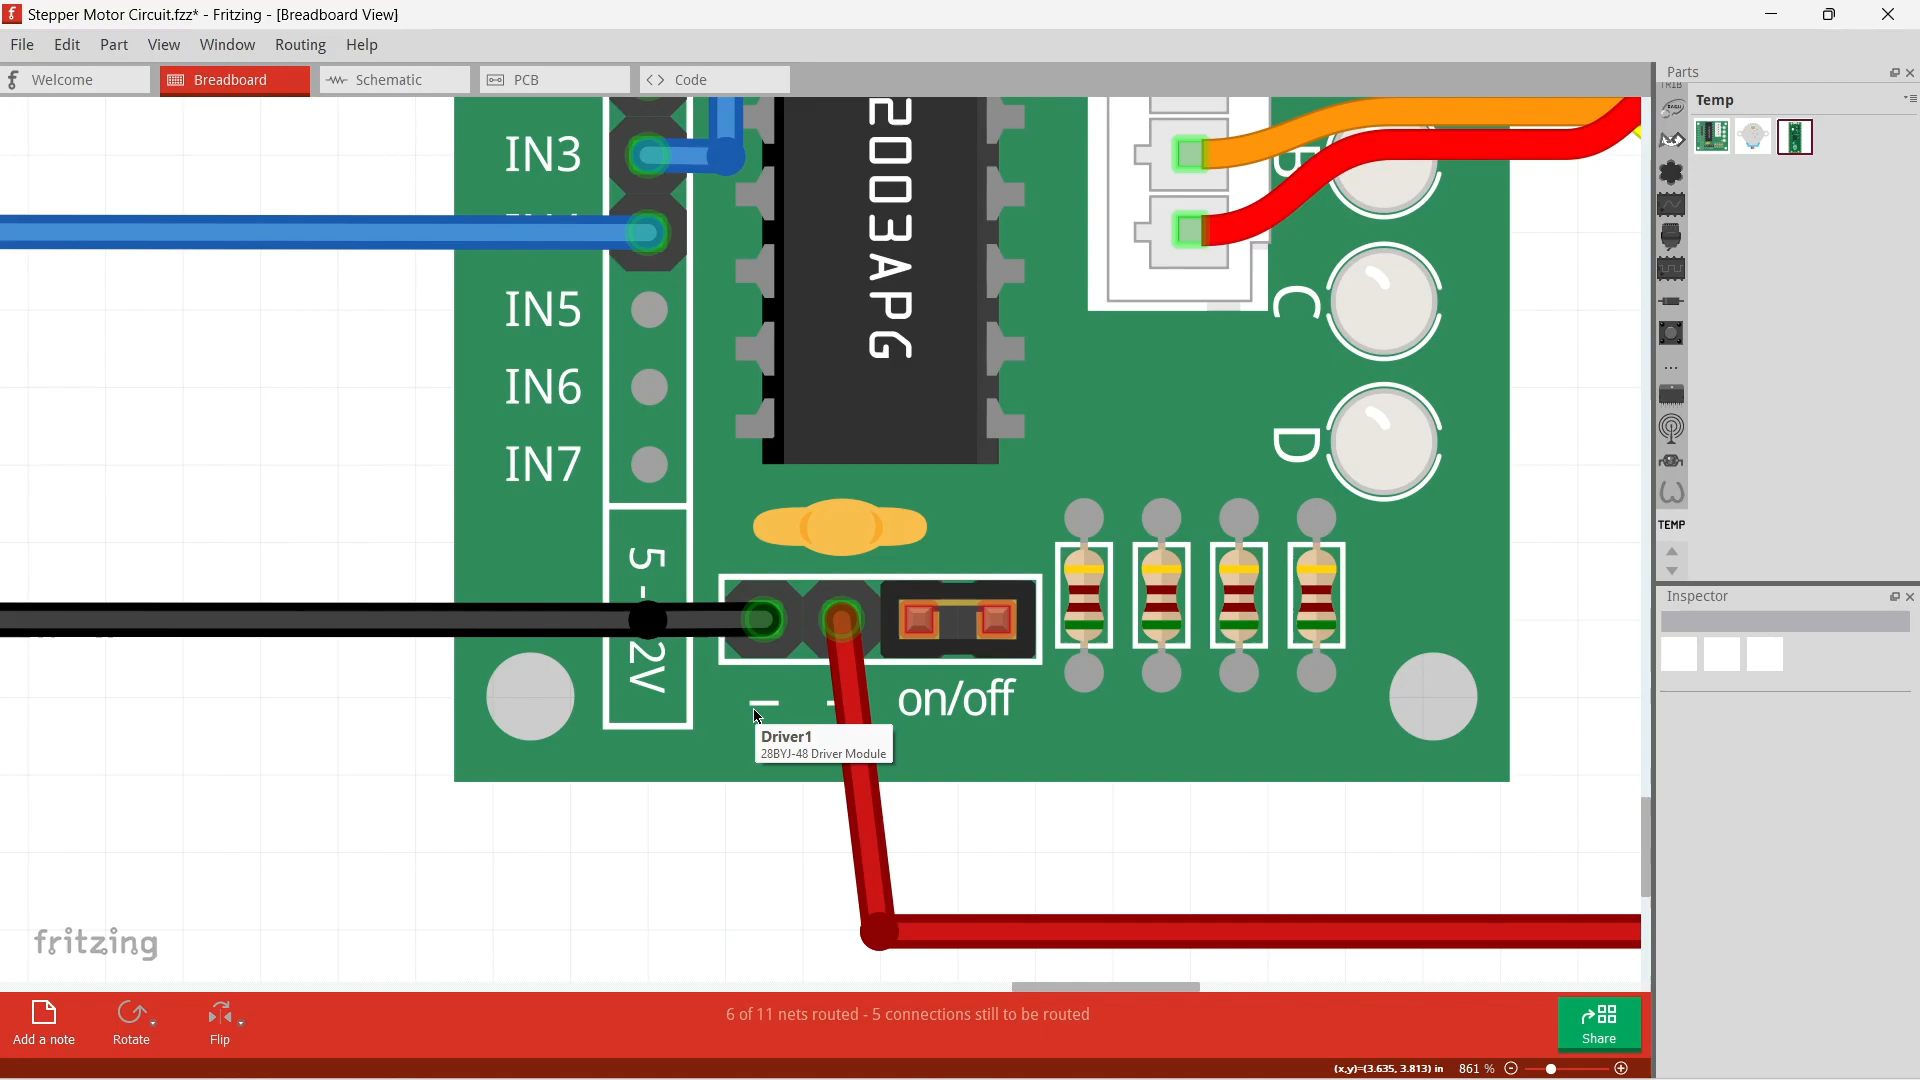 Stepper Motor Circuit.fzz* - Fritzing - [Breadboard View]
File Edit Part View Window Routing Help
Welcome Breadboard Schematic PCB Code
Parts
Temp
IN3
2003APG
IN5
C
IN6
IN7
D
TEMP
5 -
2V
Inspector
on/off
Driver1
28BYJ-48 Driver Module
fritzing
6 of 11 nets routed - 5 connections still to be routed
Add a note Rotate Flip Share
(x,y)=(3.635, 3.813) in 861 %